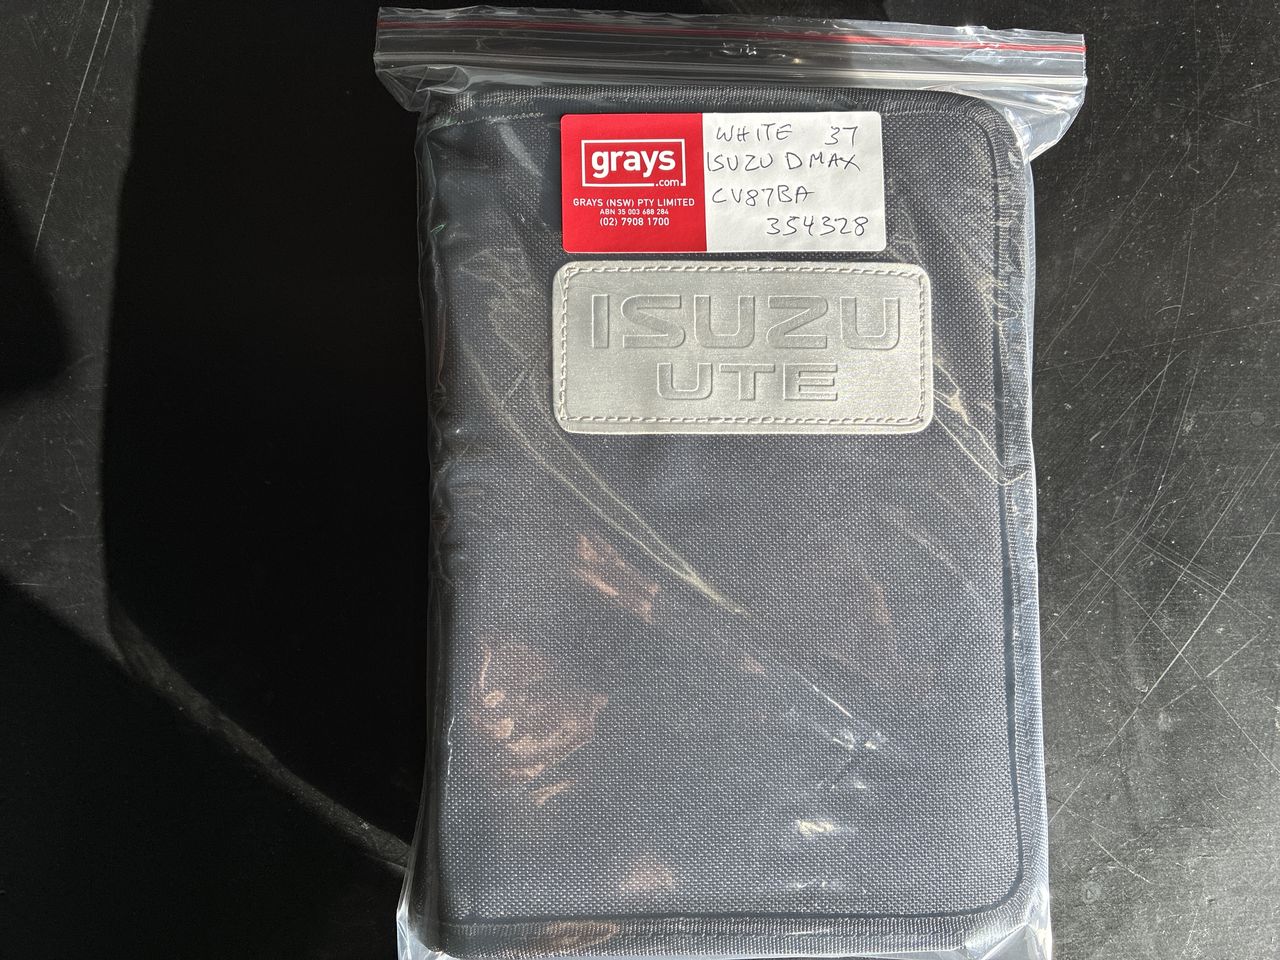 grays
.com
GRAYS (NSW) PTY LIMITED
ABN 35 003 688 284
(02) 7908 1700
WHITE 37
ISUZU DMAX
CV87BA
354328
ISUZU
UTE